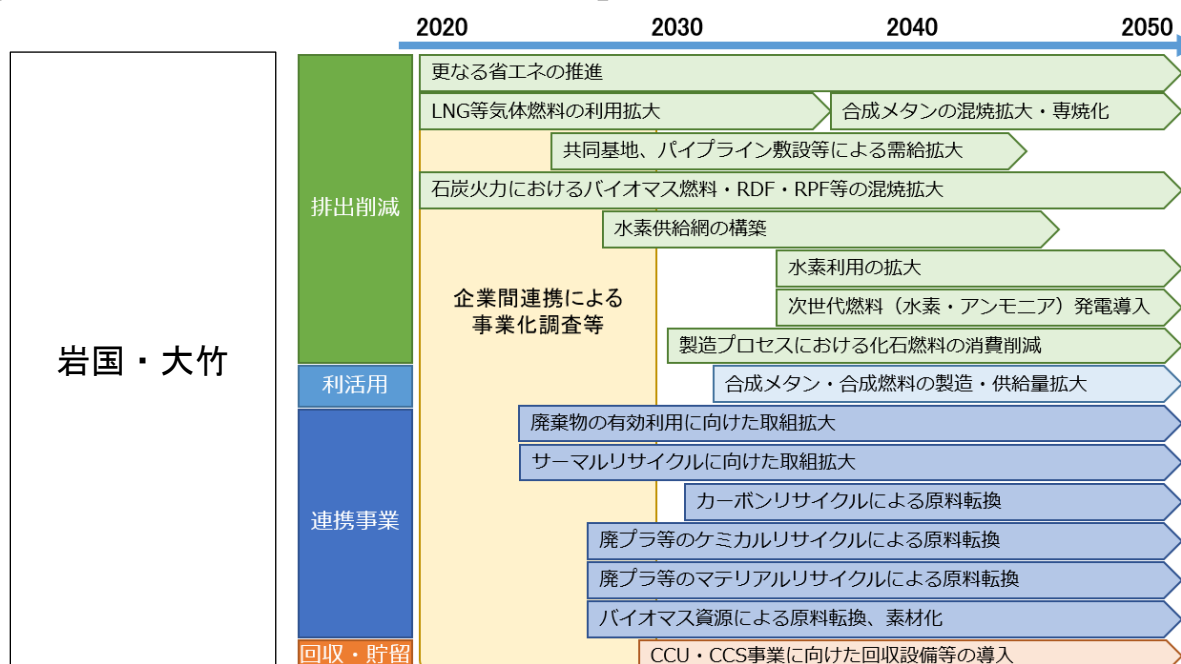 2020
2030
2040
2050
岩国・大竹
排出削減
更なる省エネの推進
LNG等気体燃料の利用拡大
合成メタンの混焼拡大・専焼化
共同基地、パイプライン敷設等による需給拡大
石炭火力におけるバイオマス燃料・RDF・RPF等の混焼拡大
水素供給網の構築
水素利用の拡大
企業間連携による
事業化調査等
次世代燃料（水素・アンモニア）発電導入
製造プロセスにおける化石燃料の消費削減
利活用
合成メタン・合成燃料の製造・供給量拡大
連携事業
廃棄物の有効利用に向けた取組拡大
サーマルリサイクルに向けた取組拡大
カーボンリサイクルによる原料転換
廃プラ等のケミカルリサイクルによる原料転換
廃プラ等のマテリアルリサイクルによる原料転換
バイオマス資源による原料転換、素材化
回収・貯留
CCU・CCS事業に向けた回収設備等の導入